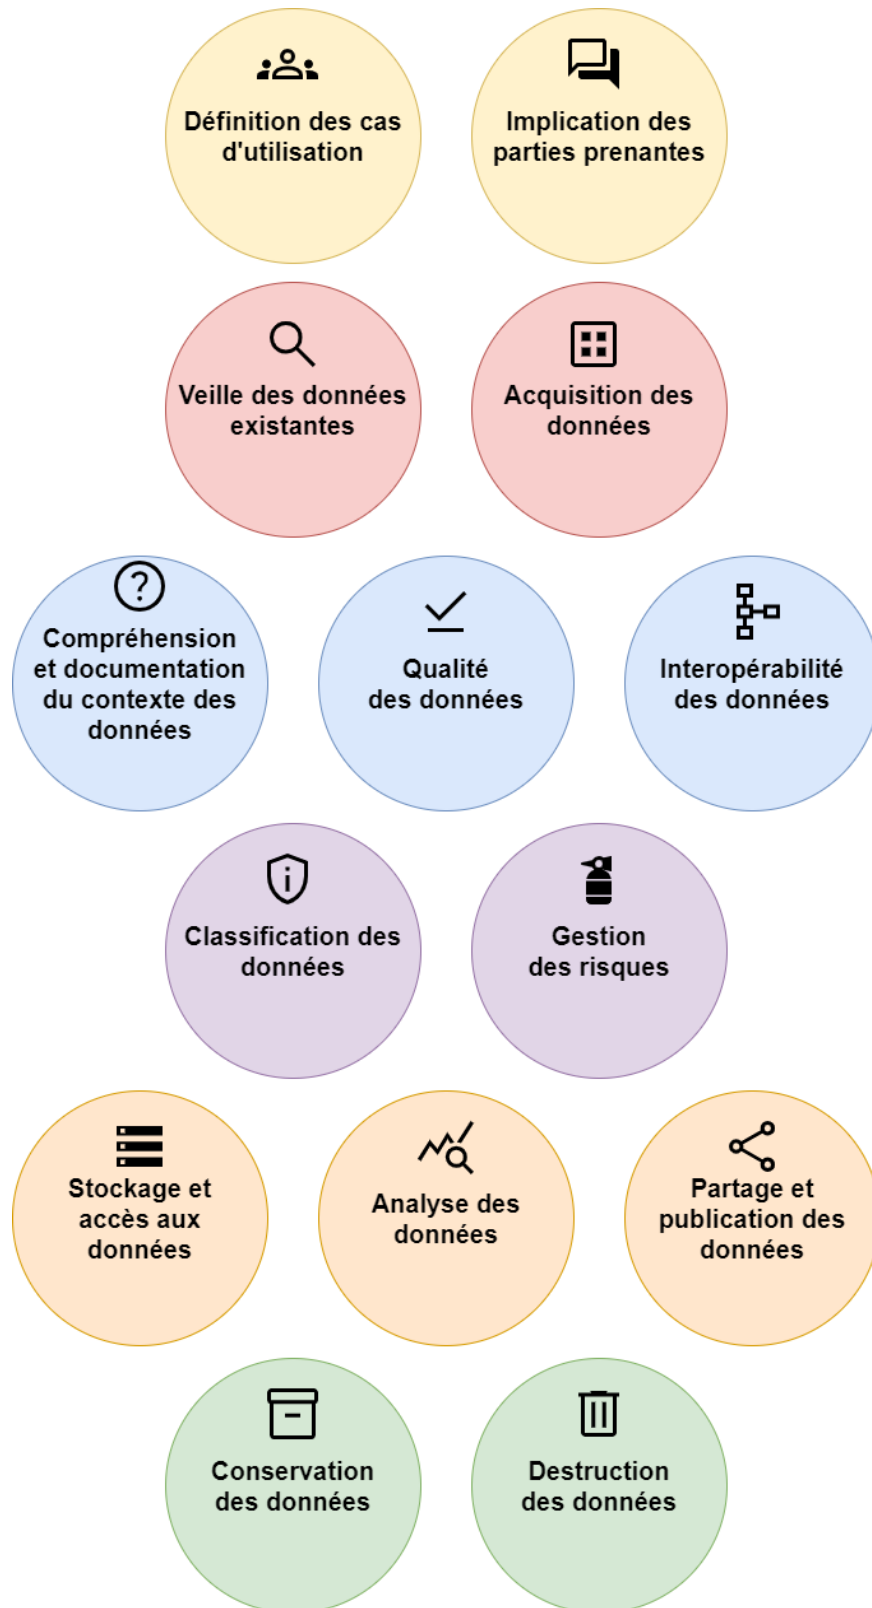 Définition des cas
d'utilisation
Implication des
parties prenantes
Veille des données
existantes
Acquisition des
données
Compréhension
et documentation
du contexte des
données
Qualité
des données
Interopérabilité
des données
Classification des
données
Gestion
des risques
Stockage et
accès aux
données
Analyse des
données
Partage et
publication des
données
Conservation
des données
Destruction
des données